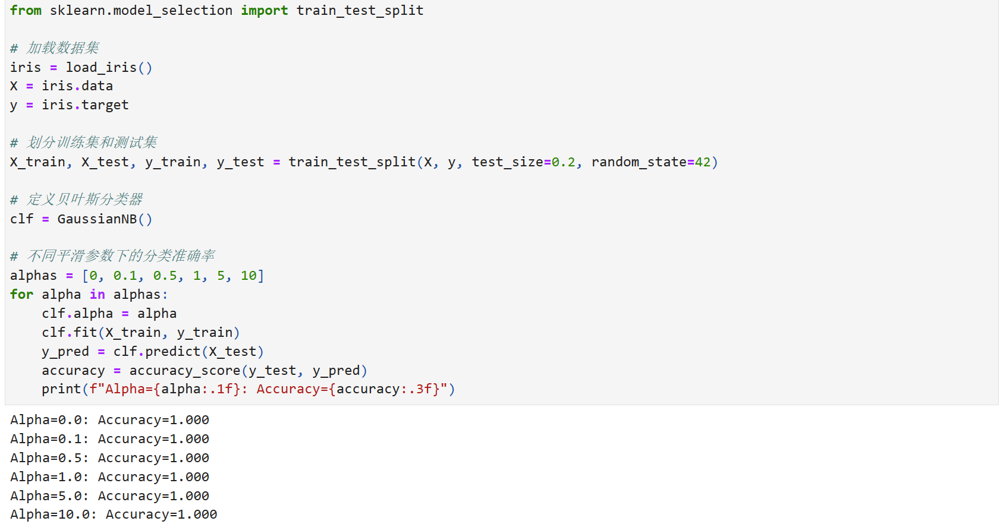 from sklearn.model_selection import train_test_split
# 加载数据集
iris = load_iris()
X = iris.data
y = iris.target
# 划分训练集和测试集
X_train, X_test, y_train, y_test = train_test_split(X, y, test_size=0.2, random_state=42)
# 定义贝叶斯分类器
clf = GaussianNB()
# 不同平滑参数下的分类准确率
alphas = [0, 0.1, 0.5, 1, 5, 10]
for alpha in alphas:
    clf.alpha = alpha
    clf.fit(X_train, y_train)
    y_pred = clf.predict(X_test)
    accuracy = accuracy_score(y_test, y_pred)
    print(f"Alpha={alpha:.1f}: Accuracy={accuracy:.3f}")
Alpha=0.0: Accuracy=1.000
Alpha=0.1: Accuracy=1.000
Alpha=0.5: Accuracy=1.000
Alpha=1.0: Accuracy=1.000
Alpha=5.0: Accuracy=1.000
Alpha=10.0: Accuracy=1.000